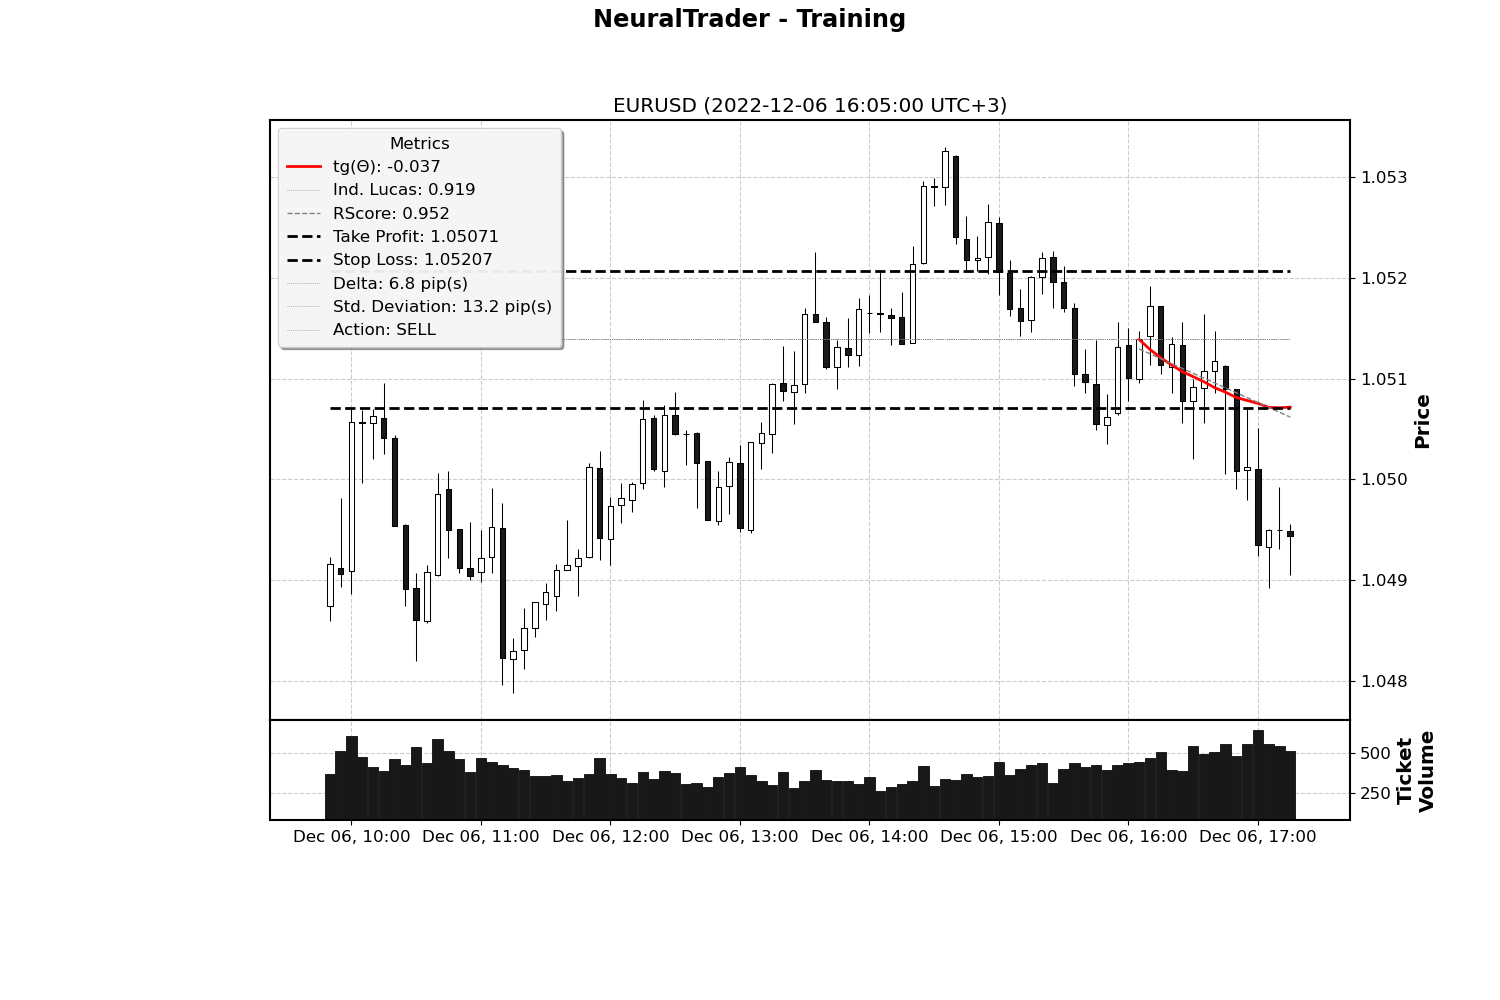 NeuralTrader - Training
EURUSD (2022-12-06 16:05:00 UTC+3)
Metrics
tg(Θ): -0.037
Ind. Lucas: 0.919
RScore: 0.952
Take Profit: 1.05071
Stop Loss: 1.05207
Delta: 6.8 pip(s)
Std. Deviation: 13.2 pip(s)
Action: SELL
1.053
1.052
1.051
1.050
1.049
1.048
Price
500
250
Ticket
Volume
Dec 06, 10:00 Dec 06, 11:00 Dec 06, 12:00 Dec 06, 13:00 Dec 06, 14:00 Dec 06, 15:00 Dec 06, 16:00 Dec 06, 17:00